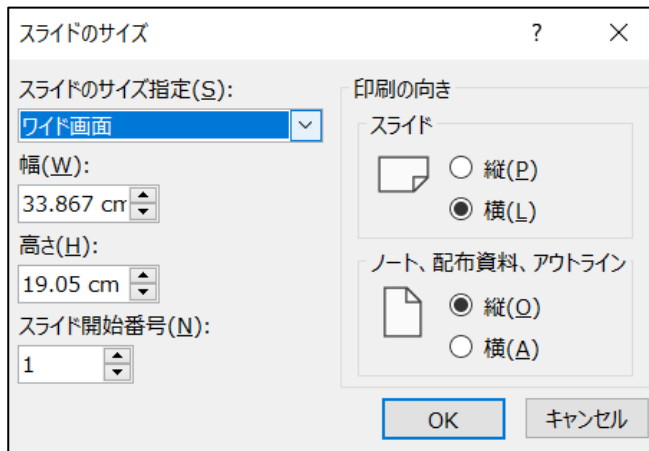 スライドのサイズ
スライドのサイズ指定(S):
ワイド画面
幅(W):
33.867 cm
高さ(H):
19.05 cm
スライド開始番号(N):
1
印刷の向き
スライド
縦(P)
横(L)
ノート、配布資料、アウトライン
縦(O)
横(A)
OK
キャンセル